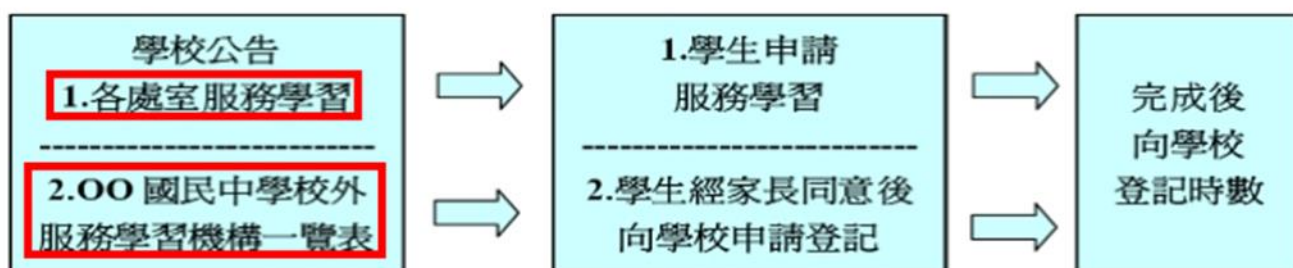 學校公告
1.各處室服務學習
---------------------------
2.OO 國民中學校外
服務學習機構一覽表
1.學生申請
服務學習
---------------------------
2.學生經家長同意後
向學校申請登記
完成後
向學校
登記時數